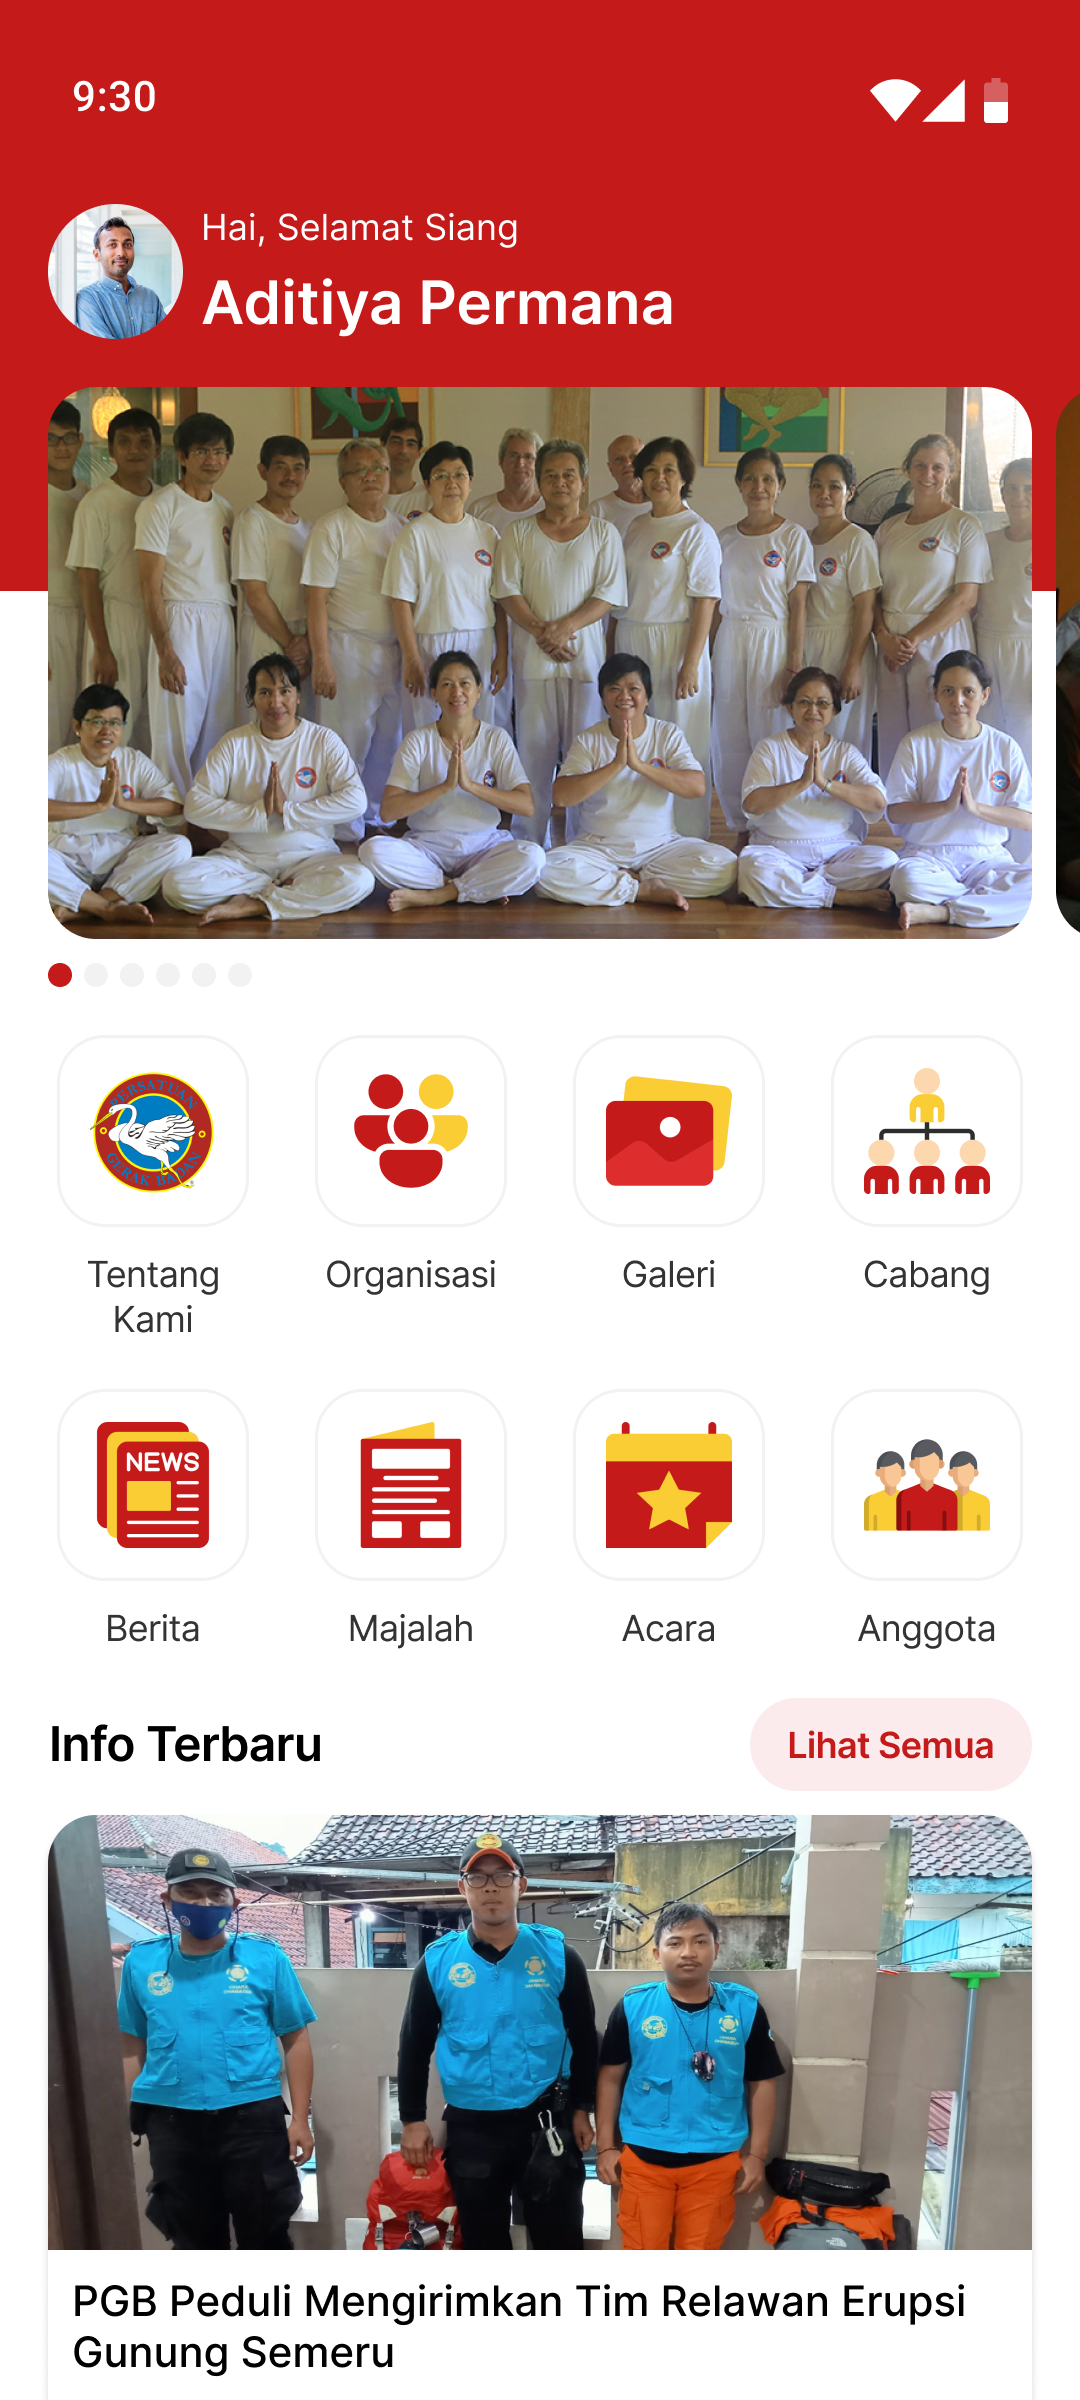 9:30
Hai, Selamat Siang
Aditiya Permana
PERSATUAN
GERAK BADAN
Tentang
Kami
Organisasi
Galeri
Cabang
NEWS
Berita
Majalah
Acara
Anggota
Info Terbaru
Lihat Semua
PGB Peduli Mengirimkan Tim Relawan Erupsi
Gunung Semeru